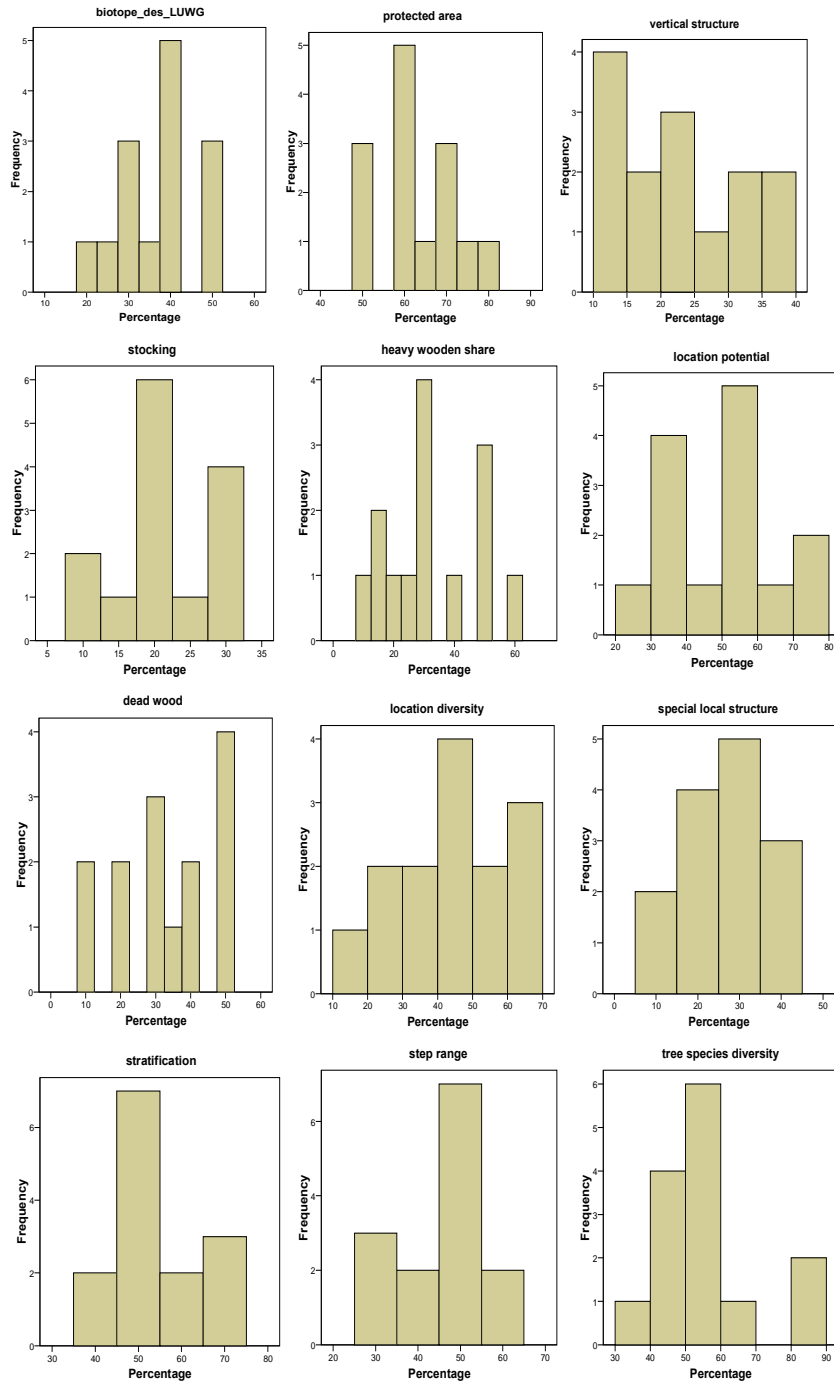 biotope_des_LUWG
5
4
3
2
1
0
Frequency
10 20 30 40 50 60
Percentage
protected area
5
4
3
2
1
0
Frequency
40 50 60 70 80 90
Percentage
vertical structure
4
3
2
1
0
Frequency
10 15 20 25 30 35 40
Percentage
stocking
6
5
4
3
2
1
0
Frequency
5 10 15 20 25 30 35
Percentage
heavy wooden share
4
3
2
1
0
Frequency
0 20 40 60
Percentage
location potential
5
4
3
2
1
0
Frequency
20 30 40 50 60 70 80
Percentage
dead wood
4
3
2
1
0
Frequency
0 10 20 30 40 50 60
Percentage
location diversity
4
3
2
1
0
Frequency
10 20 30 40 50 60 70
Percentage
special local structure
5
4
3
2
1
0
Frequency
0 10 20 30 40 50
Percentage
stratification
6
4
2
0
Frequency
30 40 50 60 70 80
Percentage
step range
6
4
2
0
Frequency
20 30 40 50 60 70
Percentage
tree species diversity
6
5
4
3
2
1
0
Frequency
30 40 50 60 70 80 90
Percentage